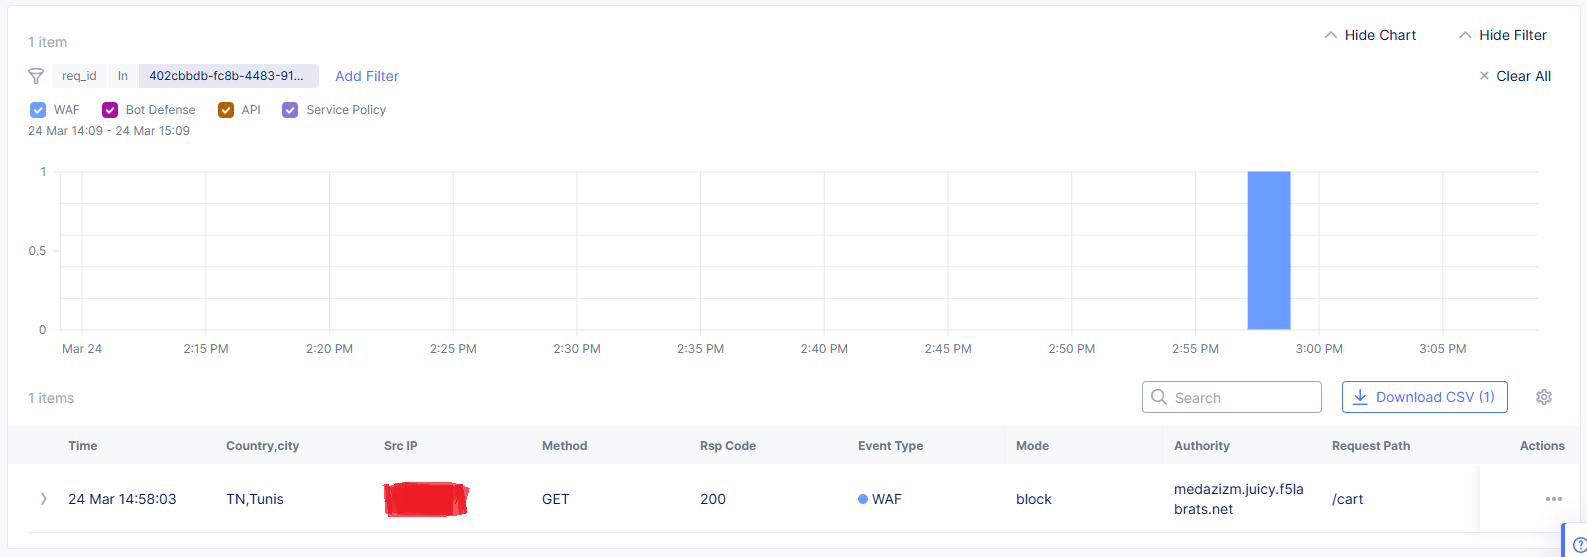 1 item
Hide Chart
Hide Filter
req_id In 402cbbdb-fc8b-4483-91...
Add Filter
Clear All
WAF Bot Defense API Service Policy
24 Mar 14:09 - 24 Mar 15:09
1
0.5
0
Mar 24 2:15 PM 2:20 PM 2:25 PM 2:30 PM 2:35 PM 2:40 PM 2:45 PM 2:50 PM 2:55 PM 3:00 PM 3:05 PM
1 items
Search
Download CSV (1)
Time Country,city Src IP Method Rsp Code Event Type Mode Authority Request Path Actions
24 Mar 14:58:03 TN,Tunis GET 200 WAF block medazizm.juicy.f5la
brats.net /cart